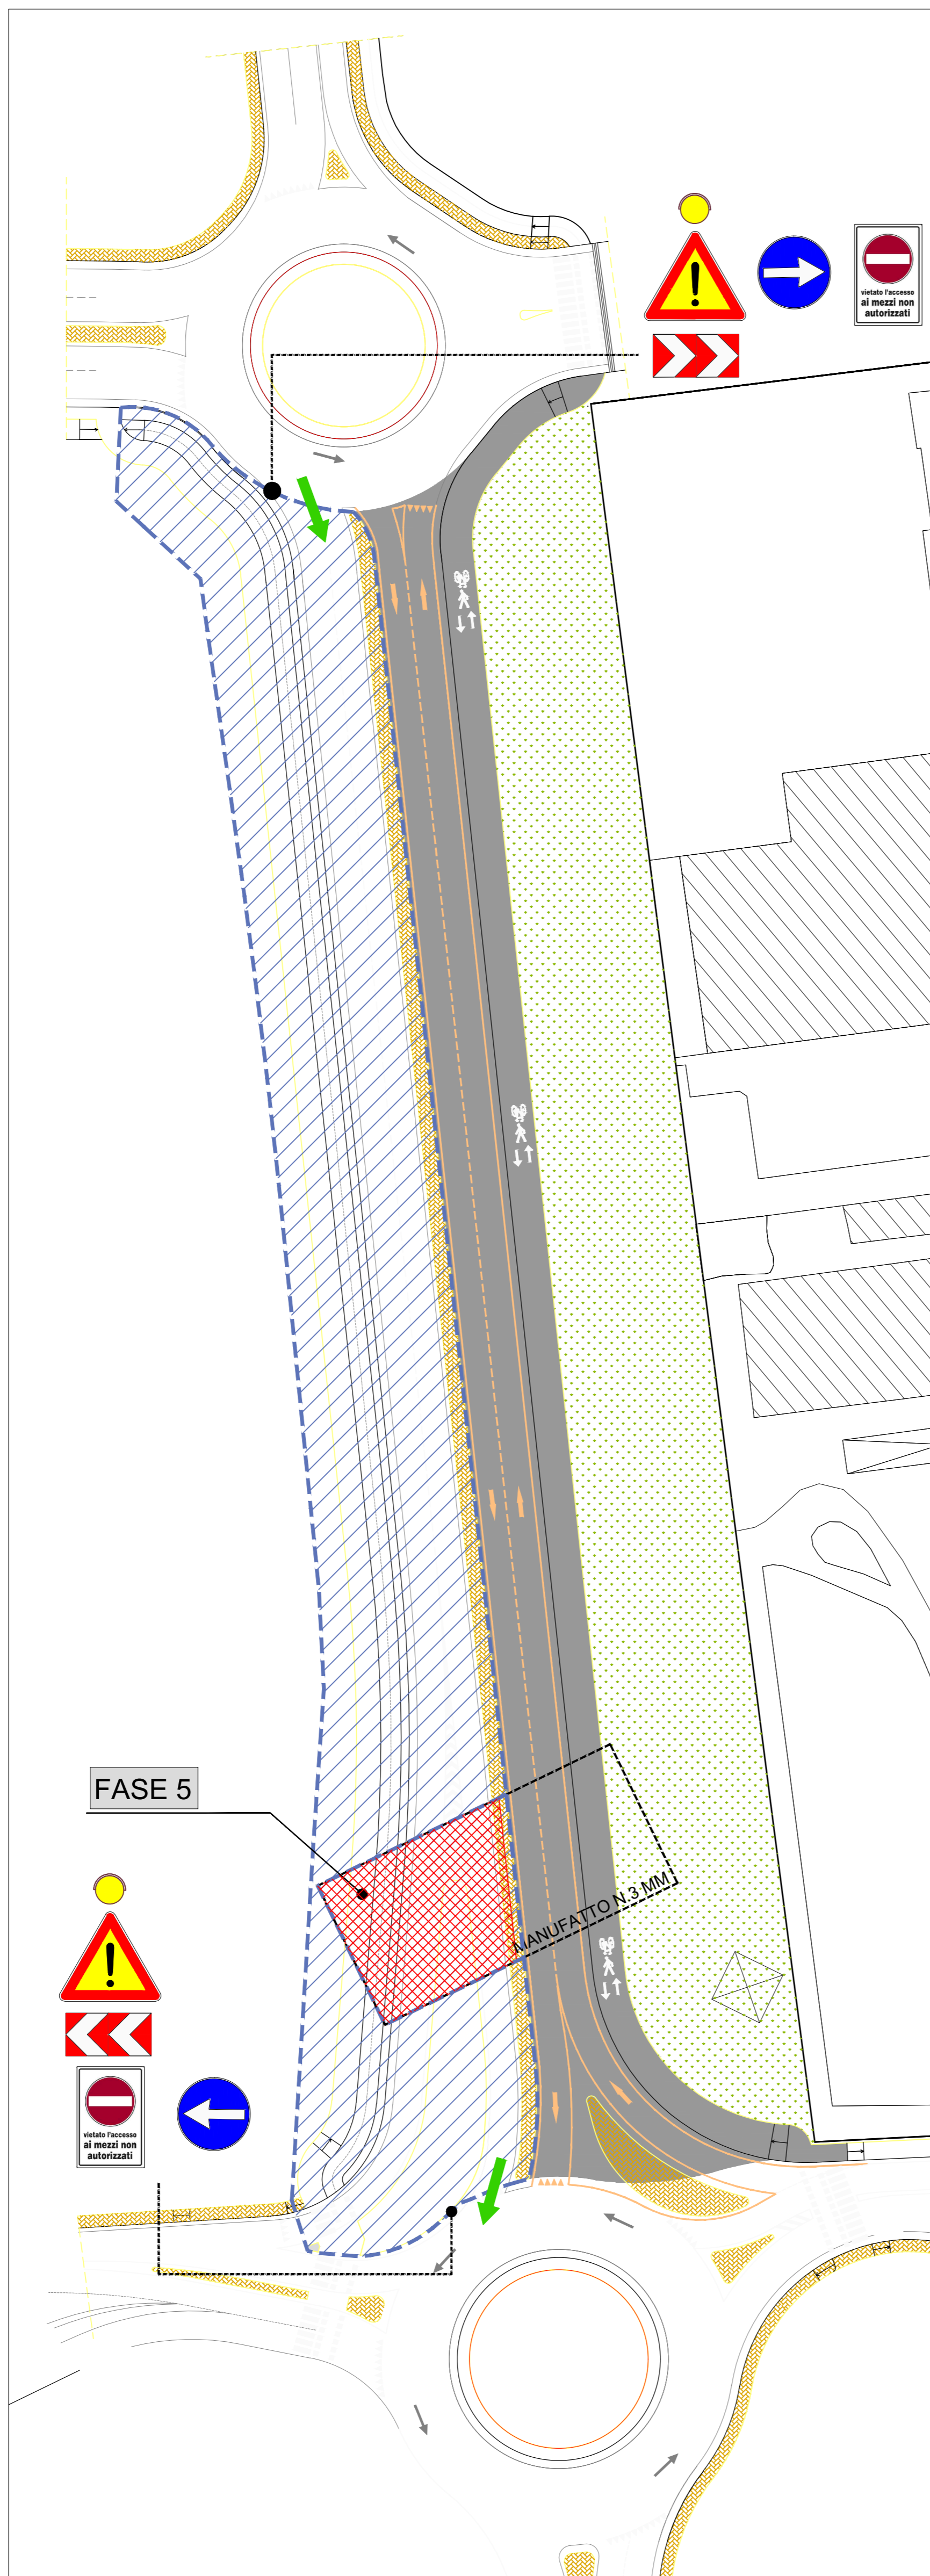 vietato l'accesso
ai mezzi non
autorizzati
FASE 5
MANUFATTO N.3 MM
vietato l'accesso
ai mezzi non
autorizzati